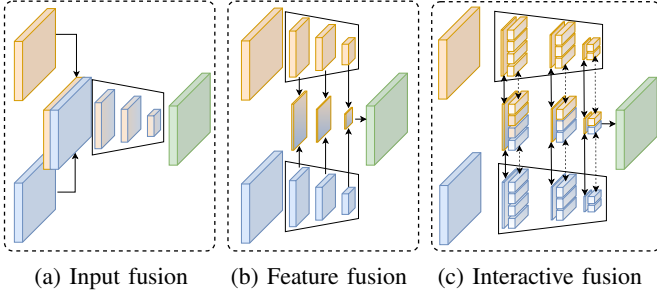 (a) Input fusion
(b) Feature fusion
(c) Interactive fusion